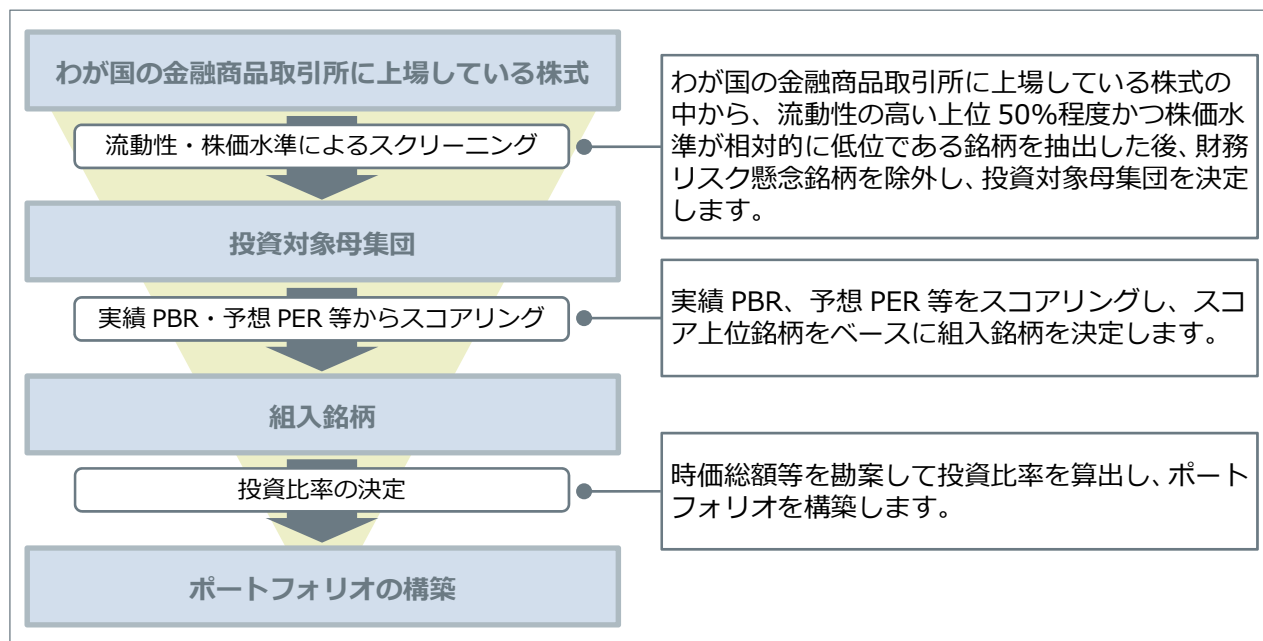 わが国の金融商品取引所に上場している株式
流動性・株価水準によるスクリーニング
わが国の金融商品取引所に上場している株式の
中から、流動性の高い上位 50%程度かつ株価水
準が相対的に低位である銘柄を抽出した後、財務
リスク懸念銘柄を除外し、投資対象母集団を決定
します。
投資対象母集団
実績 PBR・予想 PER 等からスコアリング
実績 PBR、予想 PER 等をスコアリングし、スコ
ア上位銘柄をベースに組入銘柄を決定します。
組入銘柄
投資比率の決定
時価総額等を勘案して投資比率を算出し、ポート
フォリオを構築します。
ポートフォリオの構築